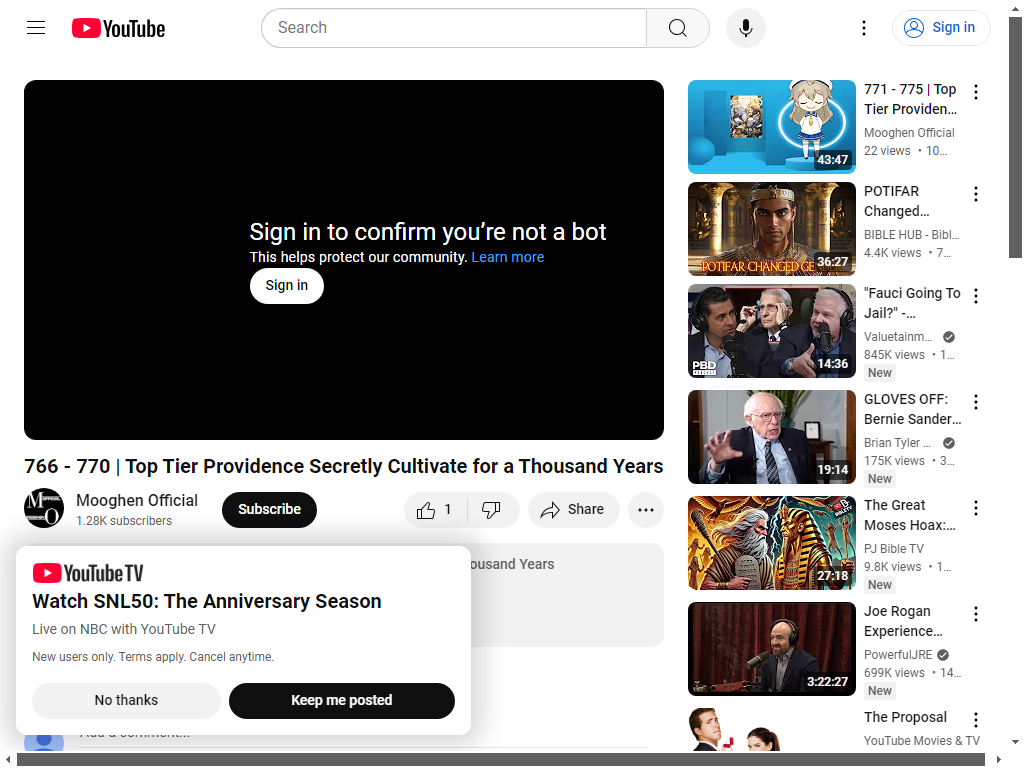 YouTube
Search
Sign in
Sign in to confirm you're not a bot
This helps protect our community. Learn more
Sign in
766 - 770 | Top Tier Providence Secretly Cultivate for a Thousand Years
Mooghen Official
1.28K subscribers
Subscribe
1
Share
ousand Years
YouTube TV
Watch SNL50: The Anniversary Season
Live on NBC with YouTube TV
New users only. Terms apply. Cancel anytime.
No thanks
Keep me posted
Add a comment...
771 - 775 | Top
Tier Providen...
Mooghen Official
22 views • 10...
43:47
POTIFAR
Changed...
BIBLE HUB - Bibl...
4.4K views • 7...
POTIFAR CHANGED GE
36:27
"Fauci Going To
Jail?" -...
Valuetainm...
845K views • 1...
New
PBD
PODCAST
14:36
GLOVES OFF:
Bernie Sander...
Brian Tyler ...
175K views • 3...
New
19:14
The Great
Moses Hoax:...
PJ Bible TV
9.8K views • 1...
New
27:18
Joe Rogan
Experience...
PowerfulJRE
699K views • 14...
New
3:22:27
The Proposal
YouTube Movies & TV